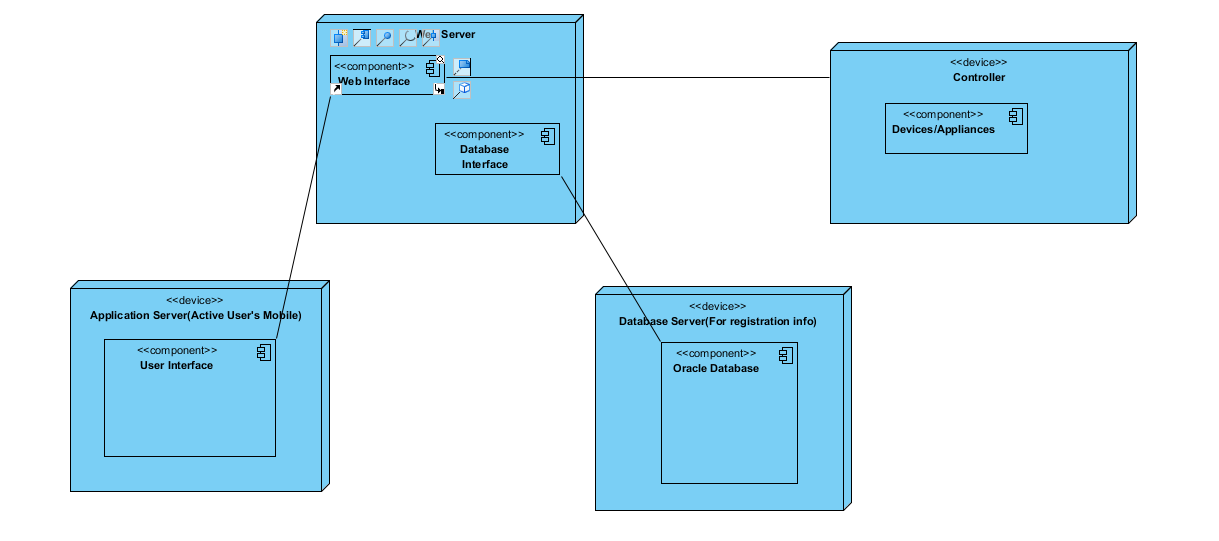 Web Server
<<component>>
Web Interface
<<component>>
Database
Interface
<<device>>
Controller
<<component>>
Devices/Appliances
<<device>>
Application Server(Active User's Mobile)
<<component>>
User Interface
<<device>>
Database Server(For registration info)
<<component>>
Oracle Database